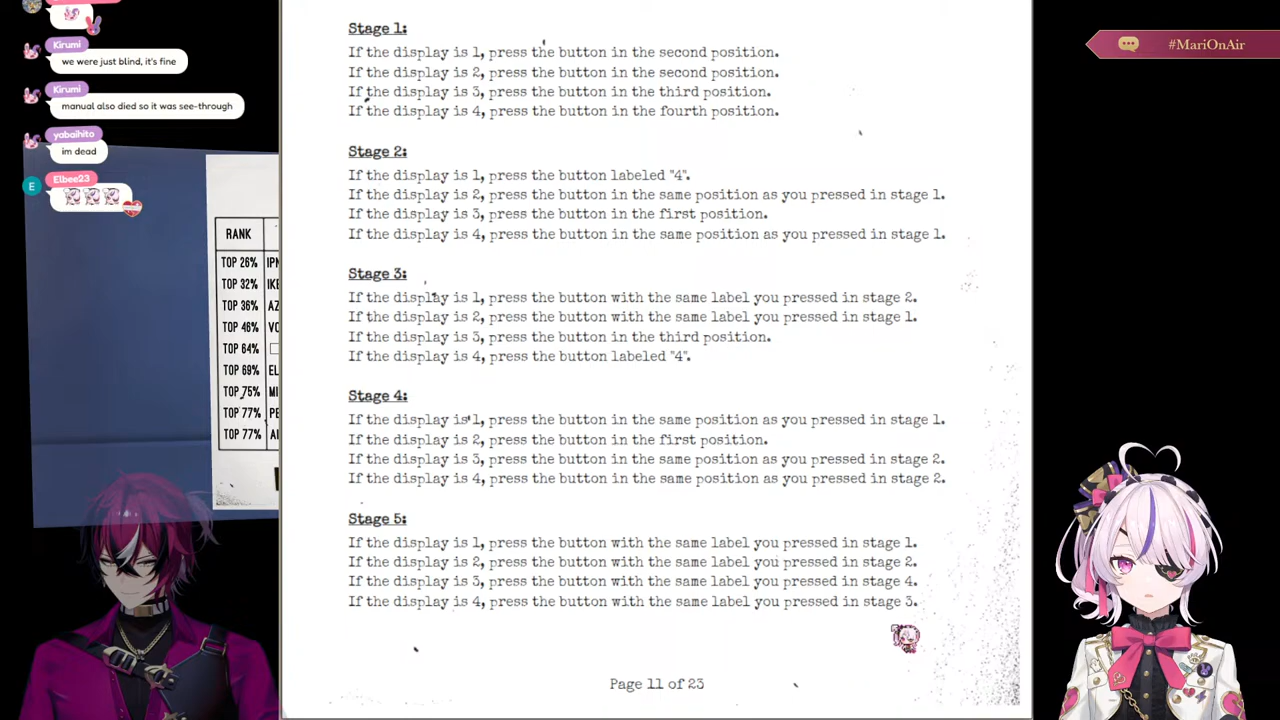 Kirumi
we were just blind, it's fine
Kirumi
manual also died so it was see-through
yabaihito
im dead
E
Elbee23
RANK
TOP 26%
TOP 32%
TOP 36%
TOP 46%
TOP 64%
TOP 69%
TOP 75%
TOP 77%
TOP 77%
Stage 1:
If the display is 1, press the button in the second position.
If the display is 2, press the button in the second position.
If the display is 3, press the button in the third position.
If the display is 4, press the button in the fourth position.
Stage 2:
If the display is 1, press the button labeled "4".
If the display is 2, press the button in the same position as you pressed in stage 1.
If the display is 3, press the button in the first position.
If the display is 4, press the button in the same position as you pressed in stage 1.
Stage 3:
If the display is 1, press the button with the same label you pressed in stage 2.
If the display is 2, press the button with the same label you pressed in stage 1.
If the display is 3, press the button in the third position.
If the display is 4, press the button labeled "4".
Stage 4:
If the display is 1, press the button in the same position as you pressed in stage 1.
If the display is 2, press the button in the first position.
If the display is 3, press the button in the same position as you pressed in stage 2.
If the display is 4, press the button in the same position as you pressed in stage 2.
Stage 5:
If the display is 1, press the button with the same label you pressed in stage 1.
If the display is 2, press the button with the same label you pressed in stage 2.
If the display is 3, press the button with the same label you pressed in stage 4.
If the display is 4, press the button with the same label you pressed in stage 3.
Page 11 of 23
#MariOnAir